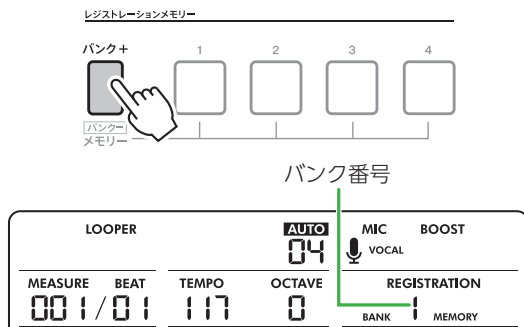 レジストレーションメモリー
バンク+ 1 2 3 4
バンクー
メモリー
バンク番号
LOOPER AUTO MIC BOOST
04 VOCAL
MEASURE BEAT TEMPO OCTAVE REGISTRATION
001/01 117 0 BANK 1 MEMORY